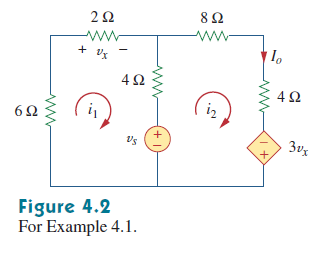 2 Ω
8 Ω
+ vₓ −
Iₒ
4 Ω
6 Ω
i₁
i₂
4 Ω
vₛ
+
−
−
+
3vₓ
Figure 4.2
For Example 4.1.